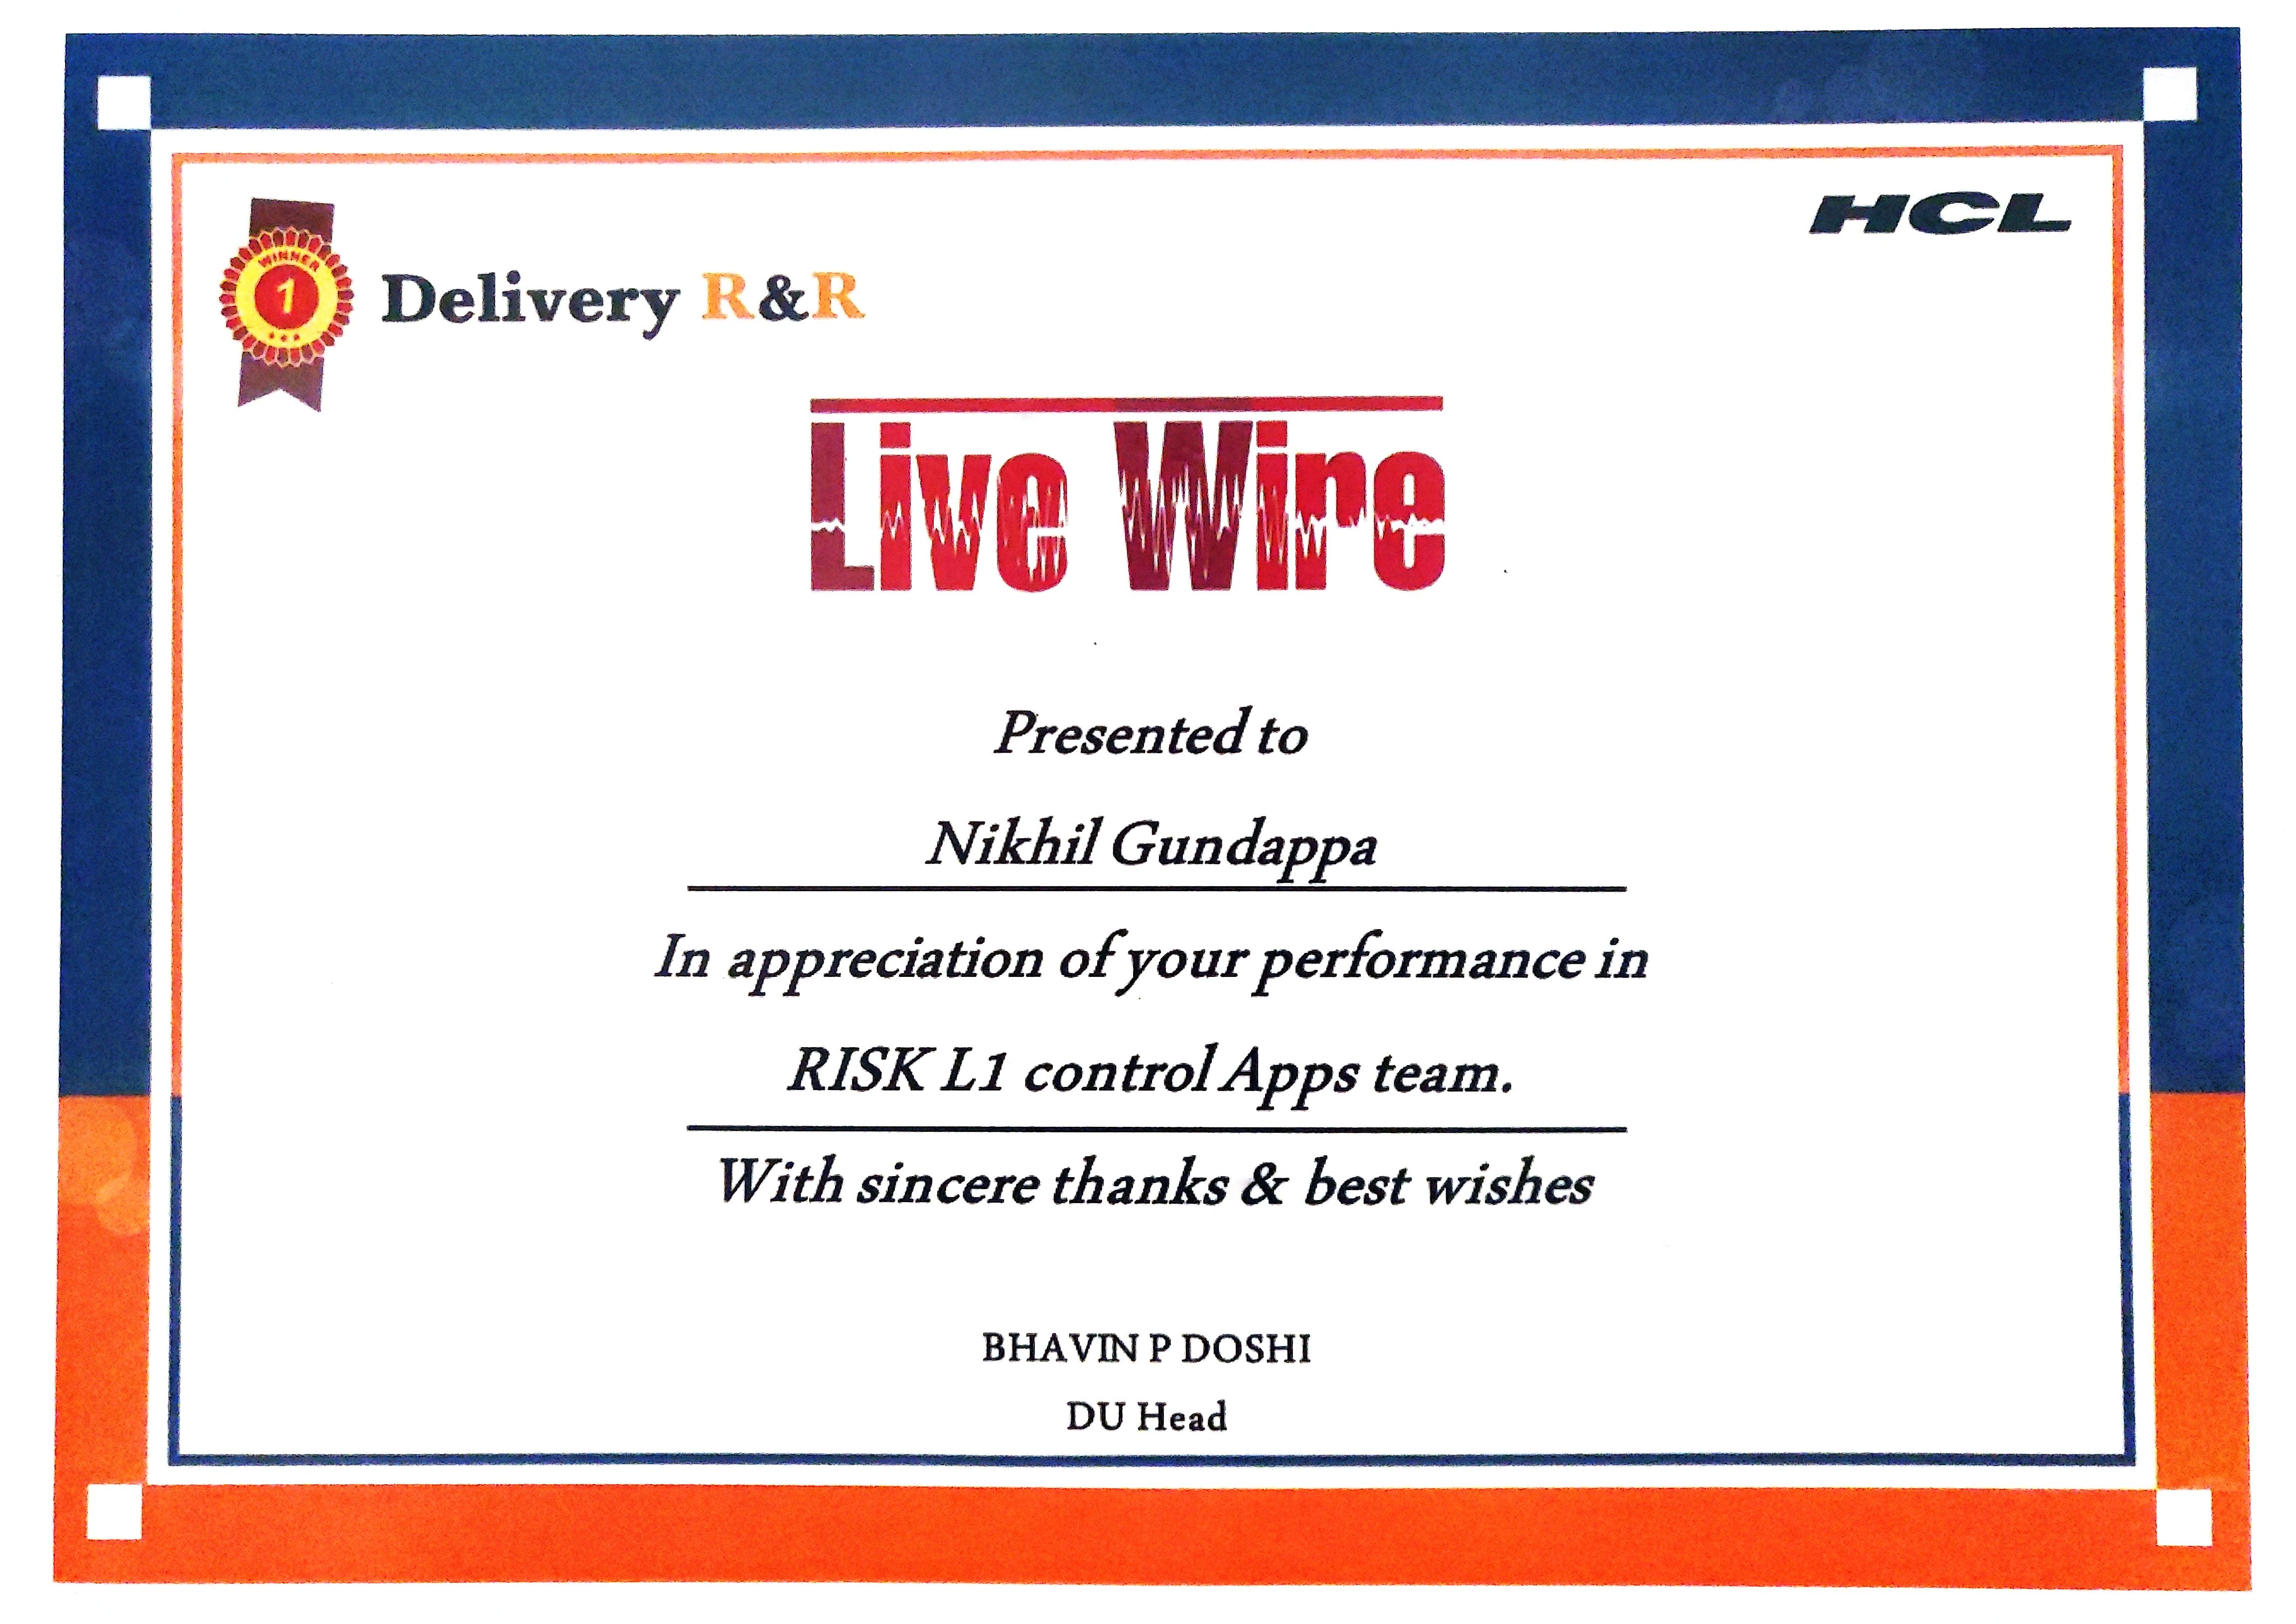 HCL
WINNER
1
Delivery R&R
Live Wire
Presented to
Nikhil Gundappa
In appreciation of your performance in
RISK L1 control Apps team.
With sincere thanks & best wishes
BHAVIN P DOSHI
DU Head